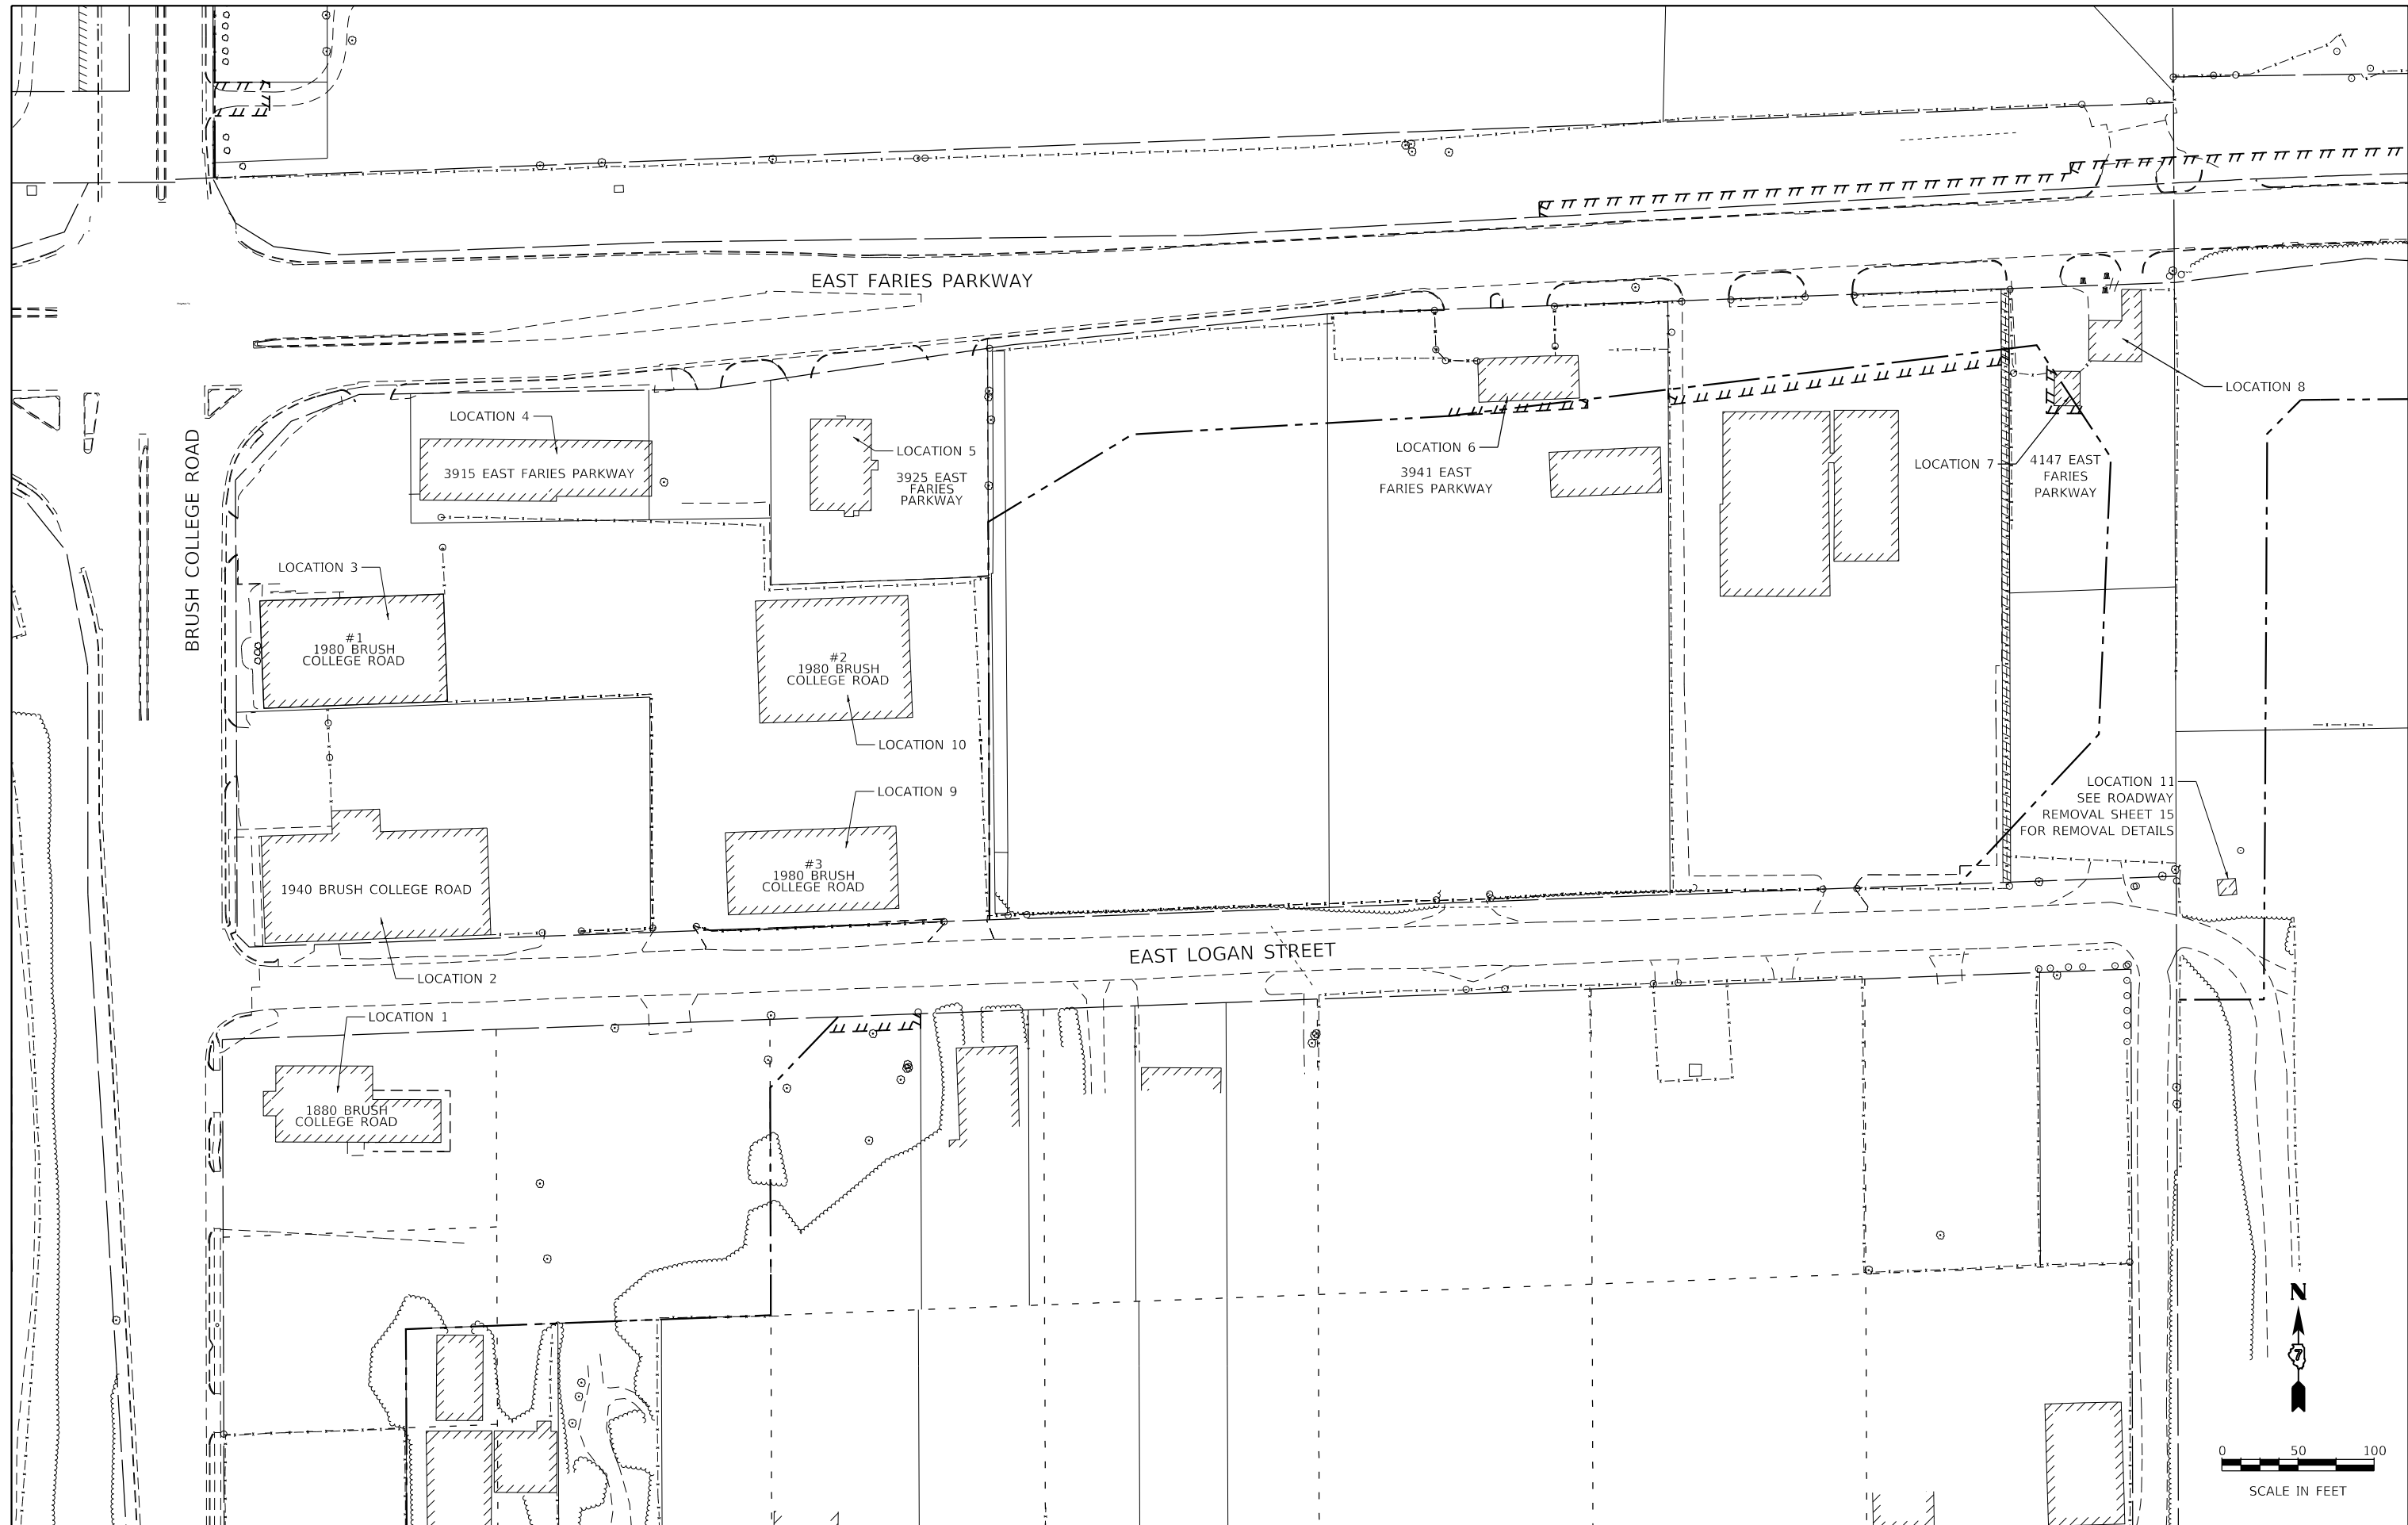 EAST FARIES PARKWAY
BRUSH COLLEGE ROAD
LOCATION 4
3915 EAST FARIES PARKWAY
LOCATION 5
3925 EAST
FARIES
PARKWAY
LOCATION 6
3941 EAST
FARIES PARKWAY
LOCATION 7
4147 EAST
FARIES
PARKWAY
LOCATION 8
LOCATION 3
#1
1980 BRUSH
COLLEGE ROAD
#2
1980 BRUSH
COLLEGE ROAD
LOCATION 10
LOCATION 9
#3
1980 BRUSH
COLLEGE ROAD
1940 BRUSH COLLEGE ROAD
LOCATION 2
LOCATION 11
SEE ROADWAY
REMOVAL SHEET 15
FOR REMOVAL DETAILS
EAST LOGAN STREET
LOCATION 1
1880 BRUSH
COLLEGE ROAD
N
7
0 50 100
SCALE IN FEET